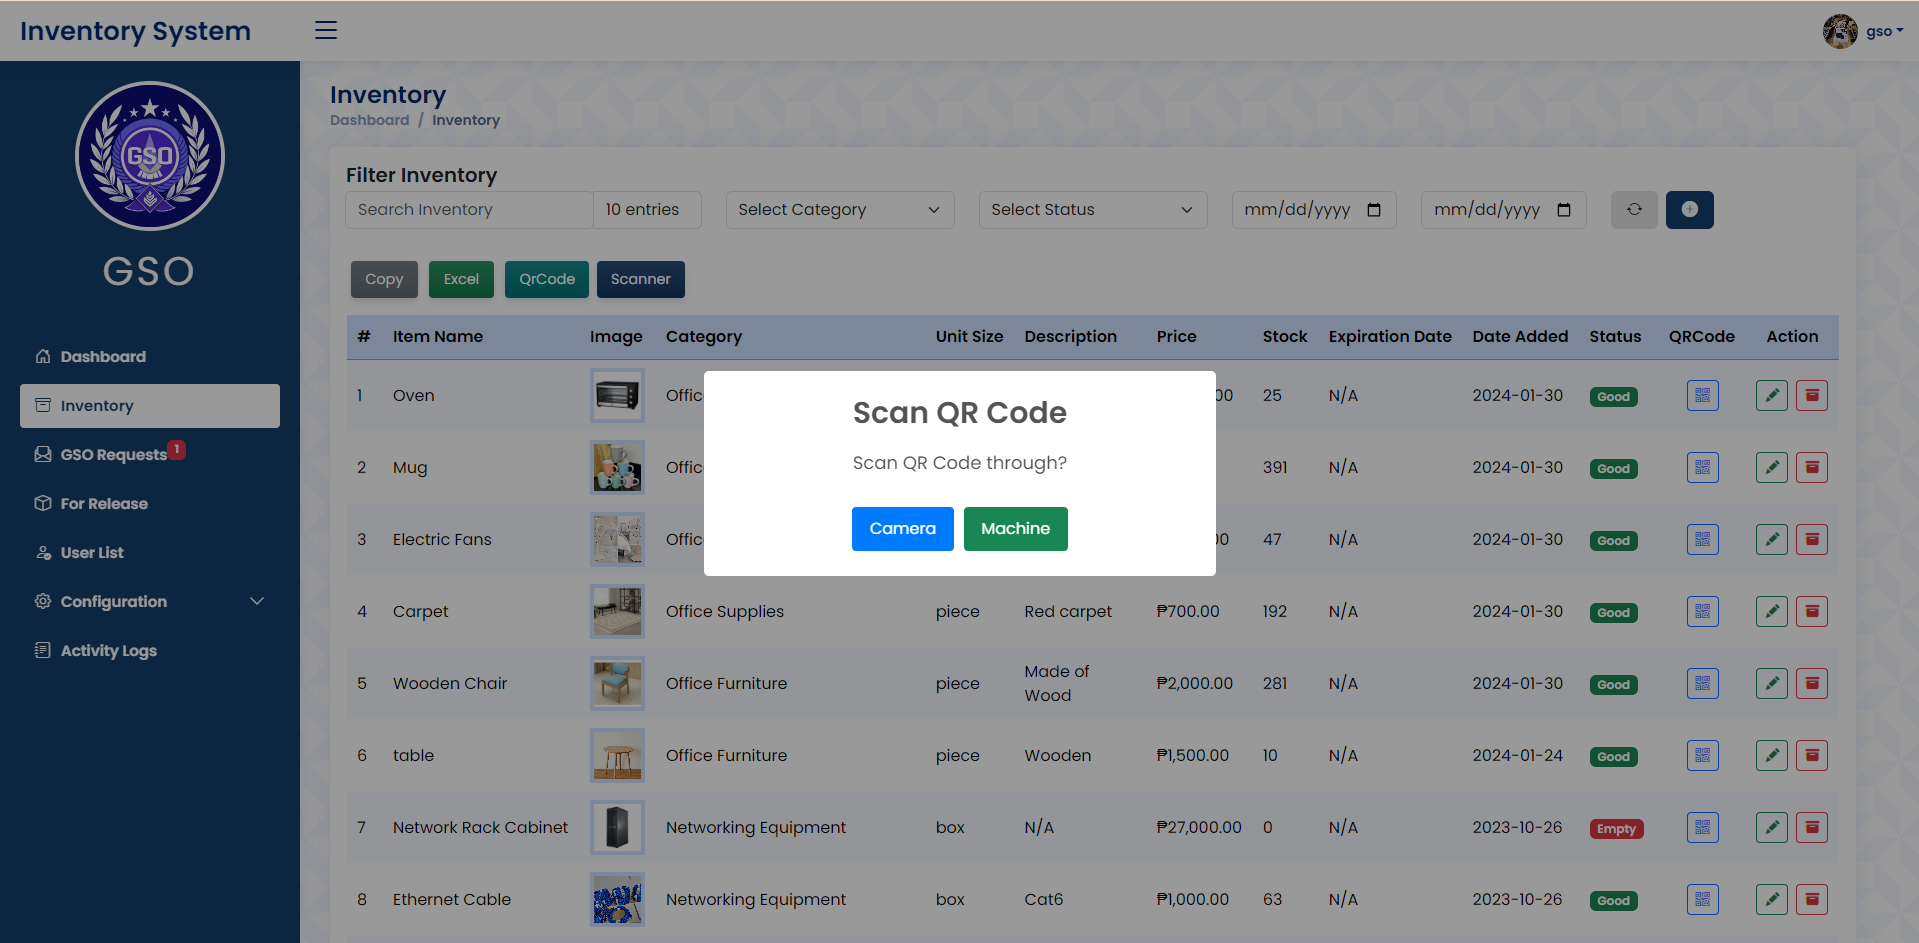 Inventory System
gso
GSO
GSO
Dashboard
Inventory
GSO Requests 1
For Release
User List
Configuration
Activity Logs
Inventory
Dashboard / Inventory
Filter Inventory
Search Inventory 10 entries Select Category Select Status mm/dd/yyyy mm/dd/yyyy
Copy Excel QrCode Scanner
# Item Name Image Category Unit Size Description Price Stock Expiration Date Date Added Status QRCode Action
1 Oven 25 N/A 2024-01-30 Good
2 Mug 391 N/A 2024-01-30 Good
3 Electric Fans 47 N/A 2024-01-30 Good
4 Carpet Office Supplies piece Red carpet ₱700.00 192 N/A 2024-01-30 Good
5 Wooden Chair Office Furniture piece Made of Wood ₱2,000.00 281 N/A 2024-01-30 Good
6 table Office Furniture piece Wooden ₱1,500.00 10 N/A 2024-01-24 Good
7 Network Rack Cabinet Networking Equipment box N/A ₱27,000.00 0 N/A 2023-10-26 Empty
8 Ethernet Cable Networking Equipment box Cat6 ₱1,000.00 63 N/A 2023-10-26 Good
Scan QR Code
Scan QR Code through?
Camera Machine